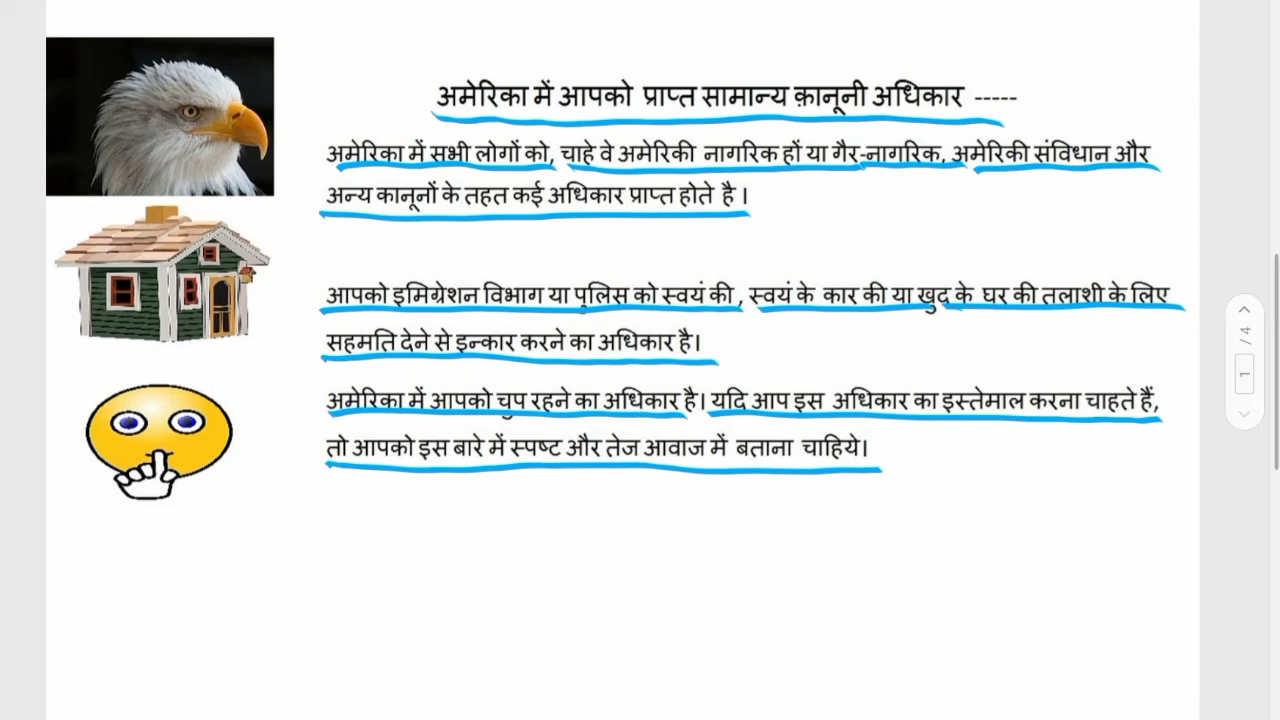 अमेरिका में आपको प्राप्त सामान्य क़ानूनी अधिकार -----
अमेरिका में सभी लोगों को, चाहे वे अमेरिकी नागरिक हों या गैर-नागरिक, अमेरिकी संविधान और
अन्य कानूनों के तहत कई अधिकार प्राप्त होते है।
आपको इमिग्रेशन विभाग या पुलिस को स्वयं की , स्वयं के कार की या खुद के घर की तलाशी के लिए
सहमति देने से इन्कार करने का अधिकार है।
अमेरिका में आपको चुप रहने का अधिकार है। यदि आप इस अधिकार का इस्तेमाल करना चाहते हैं,
तो आपको इस बारे में स्पष्ट और तेज आवाज में बताना चाहिये।
1 / 4